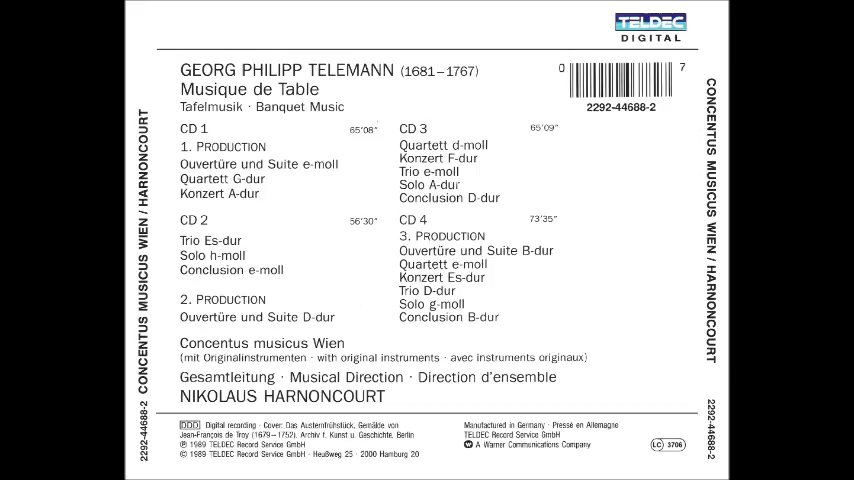 TELDEC
DIGITAL
GEORG PHILIPP TELEMANN (1681–1767)
Musique de Table
Tafelmusik · Banquet Music
0 7
2292-44688-2
CD 1 65'08"
1. PRODUCTION
Ouvertüre und Suite e-moll
Quartett G-dur
Konzert A-dur
CD 2 56'30"
Trio Es-dur
Solo h-moll
Conclusion e-moll
2. PRODUCTION
Ouvertüre und Suite D-dur
CD 3 65'09"
Quartett d-moll
Konzert F-dur
Trio e-moll
Solo A-dur
Conclusion D-dur
CD 4 73'35"
3. PRODUCTION
Ouvertüre und Suite B-dur
Quartett e-moll
Konzert Es-dur
Trio D-dur
Solo g-moll
Conclusion B-dur
Concentus musicus Wien
(mit Originalinstrumenten · with original instruments · avec instruments originaux)
Gesamtleitung · Musical Direction · Direction d'ensemble
NIKOLAUS HARNONCOURT
DDD Digital recording · Cover: Das Austernfrühstück, Gemälde von
Jean-François de Troy (1679–1752), Archiv f. Kunst u. Geschichte, Berlin
℗ 1989 TELDEC Record Service GmbH
© 1989 TELDEC Record Service GmbH · Heußweg 25 · 2000 Hamburg 20
Manufactured in Germany · Pressé en Allemagne
TELDEC Record Service GmbH
A Warner Communications Company
LC 3706
2292-44688-2 CONCENTUS MUSICUS WIEN / HARNONCOURT
CONCENTUS MUSICUS WIEN / HARNONCOURT 2292-44688-2